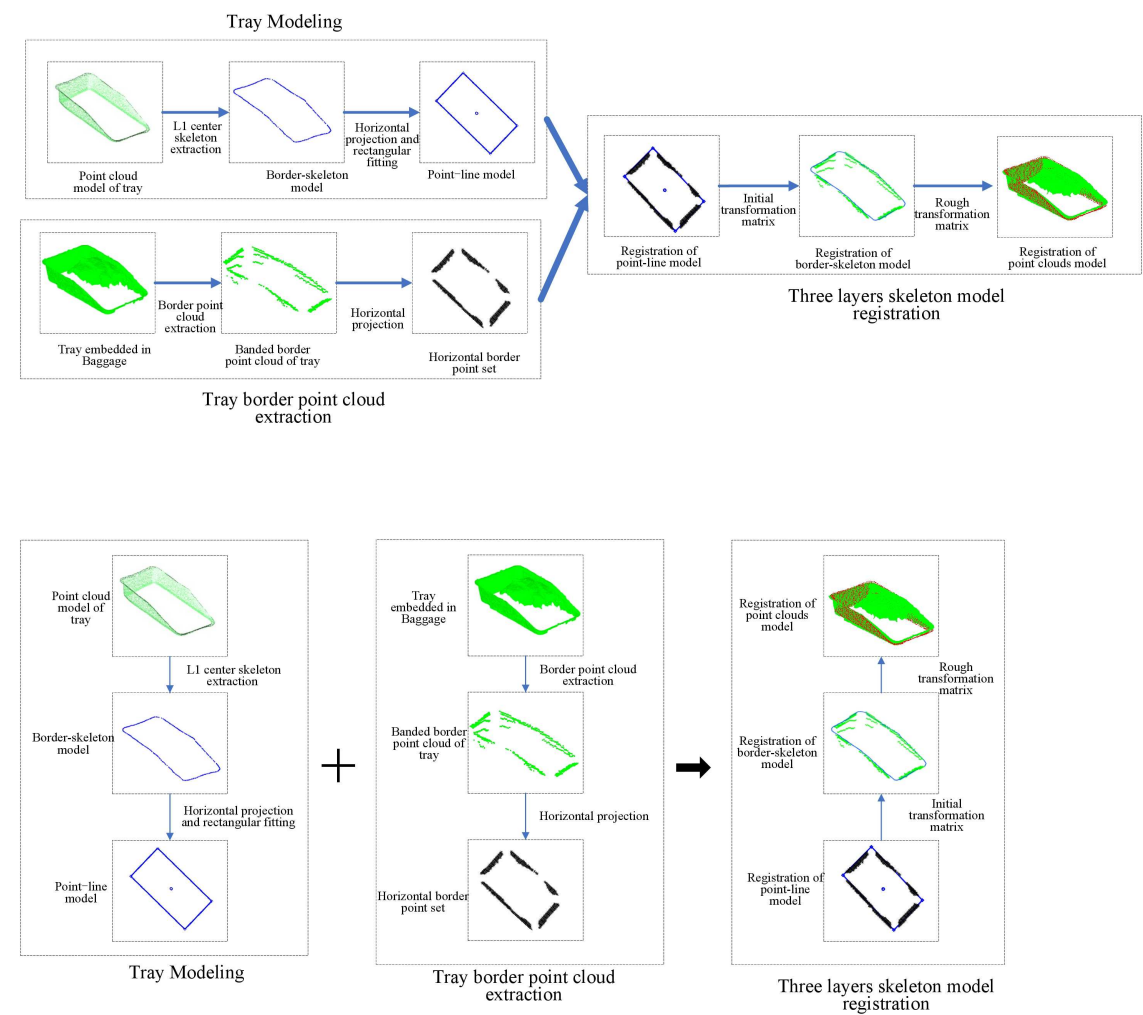 Tray Modeling
L1 center
skeleton
extraction
Horizontal
projection and
rectangular
fitting
Point cloud
model of tray
Border-skeleton
model
Point−line model
Border point
cloud
extraction
Horizontal
projection
Tray embedded in
Baggage
Banded border
point cloud of tray
Horizontal border
point set
Tray border point cloud
extraction
Initial
transformation
matrix
Rough
transformation
matrix
Registration of
point-line model
Registration of
border-skeleton model
Registration of
point clouds model
Three layers skeleton model
registration
Point cloud
model of
tray
L1 center skeleton
extraction
Border-skeleton
model
Horizontal projection
and rectangular fitting
Point−line
model
Tray Modeling
Tray
embedded in
Baggage
Border point cloud
extraction
Banded border
point cloud of
tray
Horizontal projection
Horizontal border
point set
Tray border point cloud
extraction
Registration of
point clouds
model
Rough
transformation
matrix
Registration of
border-skeleton
model
Initial
transformation
matrix
Registration of
point-line
model
Three layers skeleton model
registration